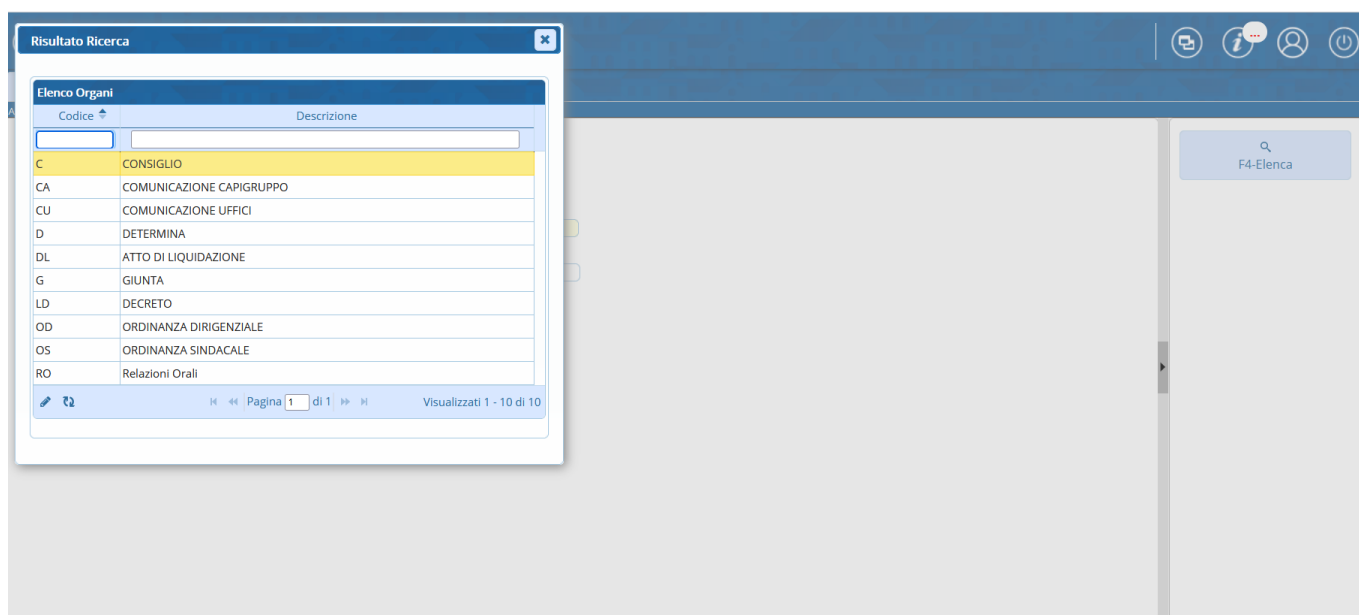 Risultato Ricerca
Elenco Organi
Codice Descrizione
C CONSIGLIO
CA COMUNICAZIONE CAPIGRUPPO
CU COMUNICAZIONE UFFICI
D DETERMINA
DL ATTO DI LIQUIDAZIONE
G GIUNTA
LD DECRETO
OD ORDINANZA DIRIGENZIALE
OS ORDINANZA SINDACALE
RO Relazioni Orali
Pagina 1 di 1 Visualizzati 1 - 10 di 10
...
F4-Elenca